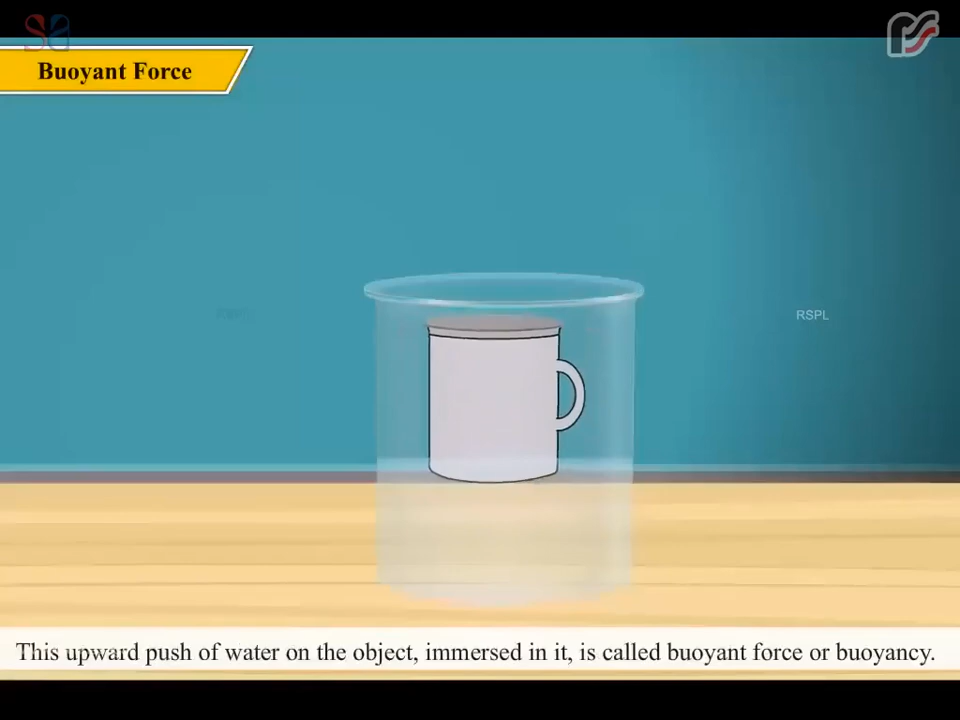 Buoyant Force
RSPL
RSPL
This upward push of water on the object, immersed in it, is called buoyant force or buoyancy.